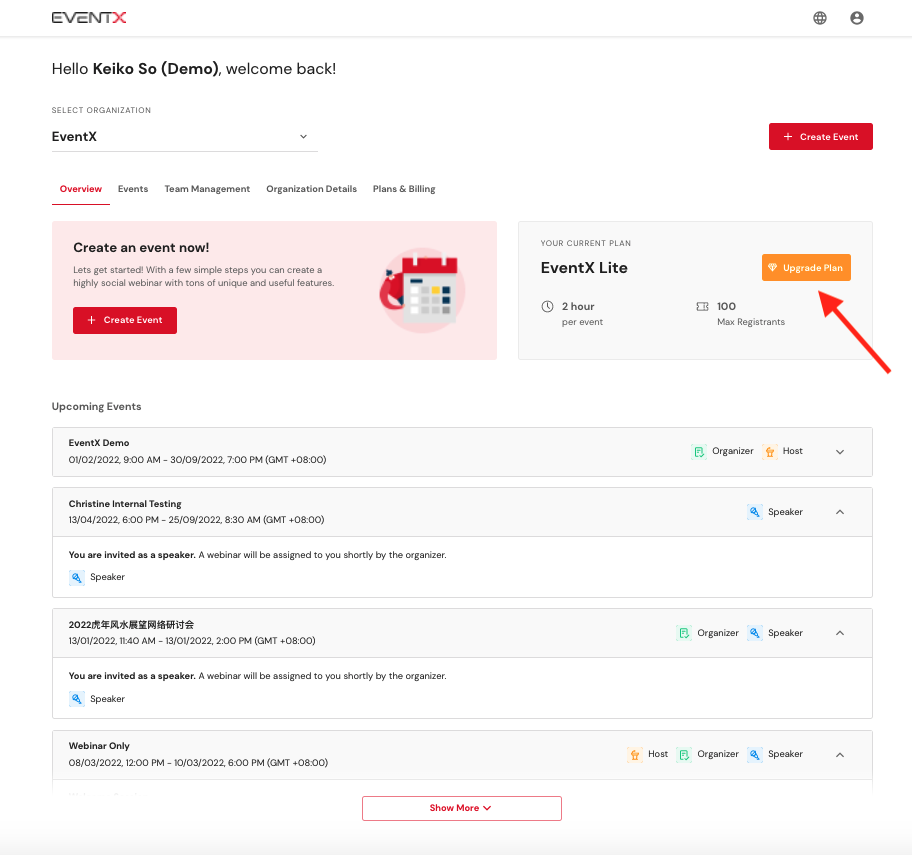 EVENTX
Hello Keiko So (Demo), welcome back!
SELECT ORGANIZATION
EventX
+ Create Event
Overview Events Team Management Organization Details Plans & Billing
Create an event now!
Lets get started! With a few simple steps you can create a
highly social webinar with tons of unique and useful features.
+ Create Event
YOUR CURRENT PLAN
EventX Lite
Upgrade Plan
2 hour
per event
100
Max Registrants
Upcoming Events
EventX Demo
01/02/2022, 9:00 AM - 30/09/2022, 7:00 PM (GMT +08:00)
Organizer Host
Christine Internal Testing
13/04/2022, 6:00 PM - 25/09/2022, 8:30 AM (GMT +08:00)
Speaker
You are invited as a speaker. A webinar will be assigned to you shortly by the organizer.
Speaker
2022虎年风水展望网络研讨会
13/01/2022, 11:40 AM - 13/01/2022, 2:00 PM (GMT +08:00)
Organizer Speaker
You are invited as a speaker. A webinar will be assigned to you shortly by the organizer.
Speaker
Webinar Only
08/03/2022, 12:00 PM - 10/03/2022, 6:00 PM (GMT +08:00)
Host Organizer Speaker
Show More